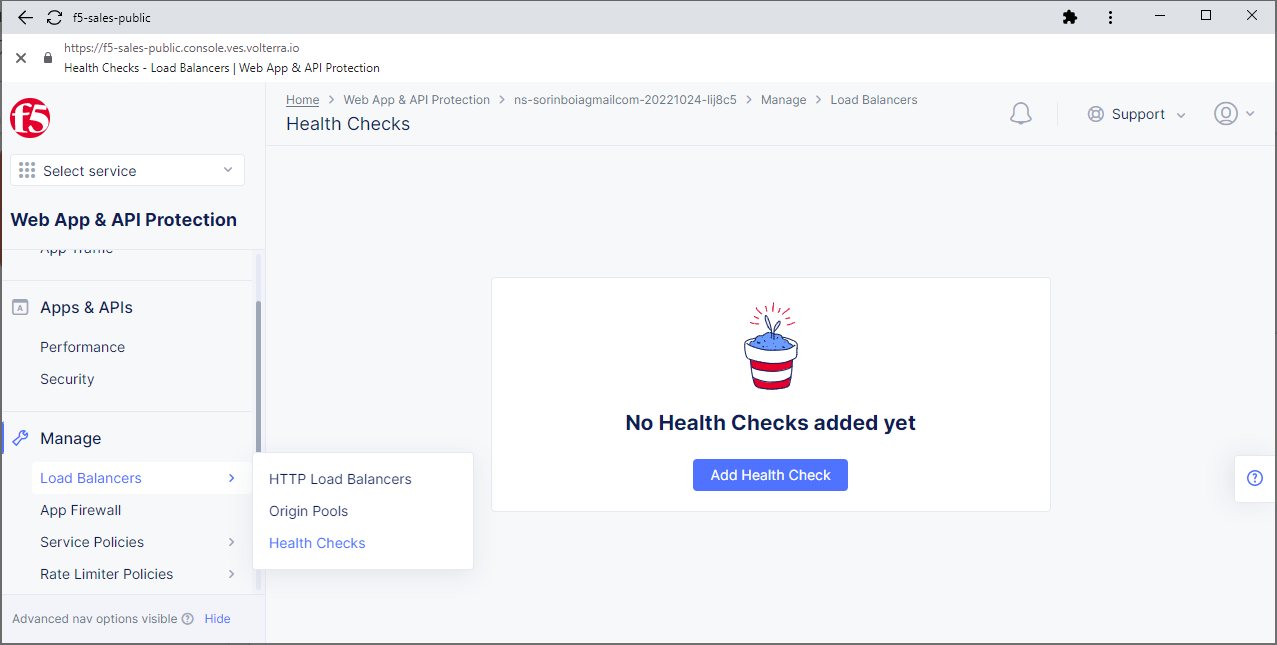 f5-sales-public
https://f5-sales-public.console.ves.volterra.io
Health Checks - Load Balancers | Web App & API Protection
f5
Home > Web App & API Protection > ns-sorinboiagmailcom-20221024-lij8c5 > Manage > Load Balancers
Health Checks
Support
Select service
Web App & API Protection
App Traffic
A
Apps & APIs
Performance
Security
Manage
Load Balancers
App Firewall
Service Policies
Rate Limiter Policies
HTTP Load Balancers
Origin Pools
Health Checks
No Health Checks added yet
Add Health Check
Advanced nav options visible ? Hide